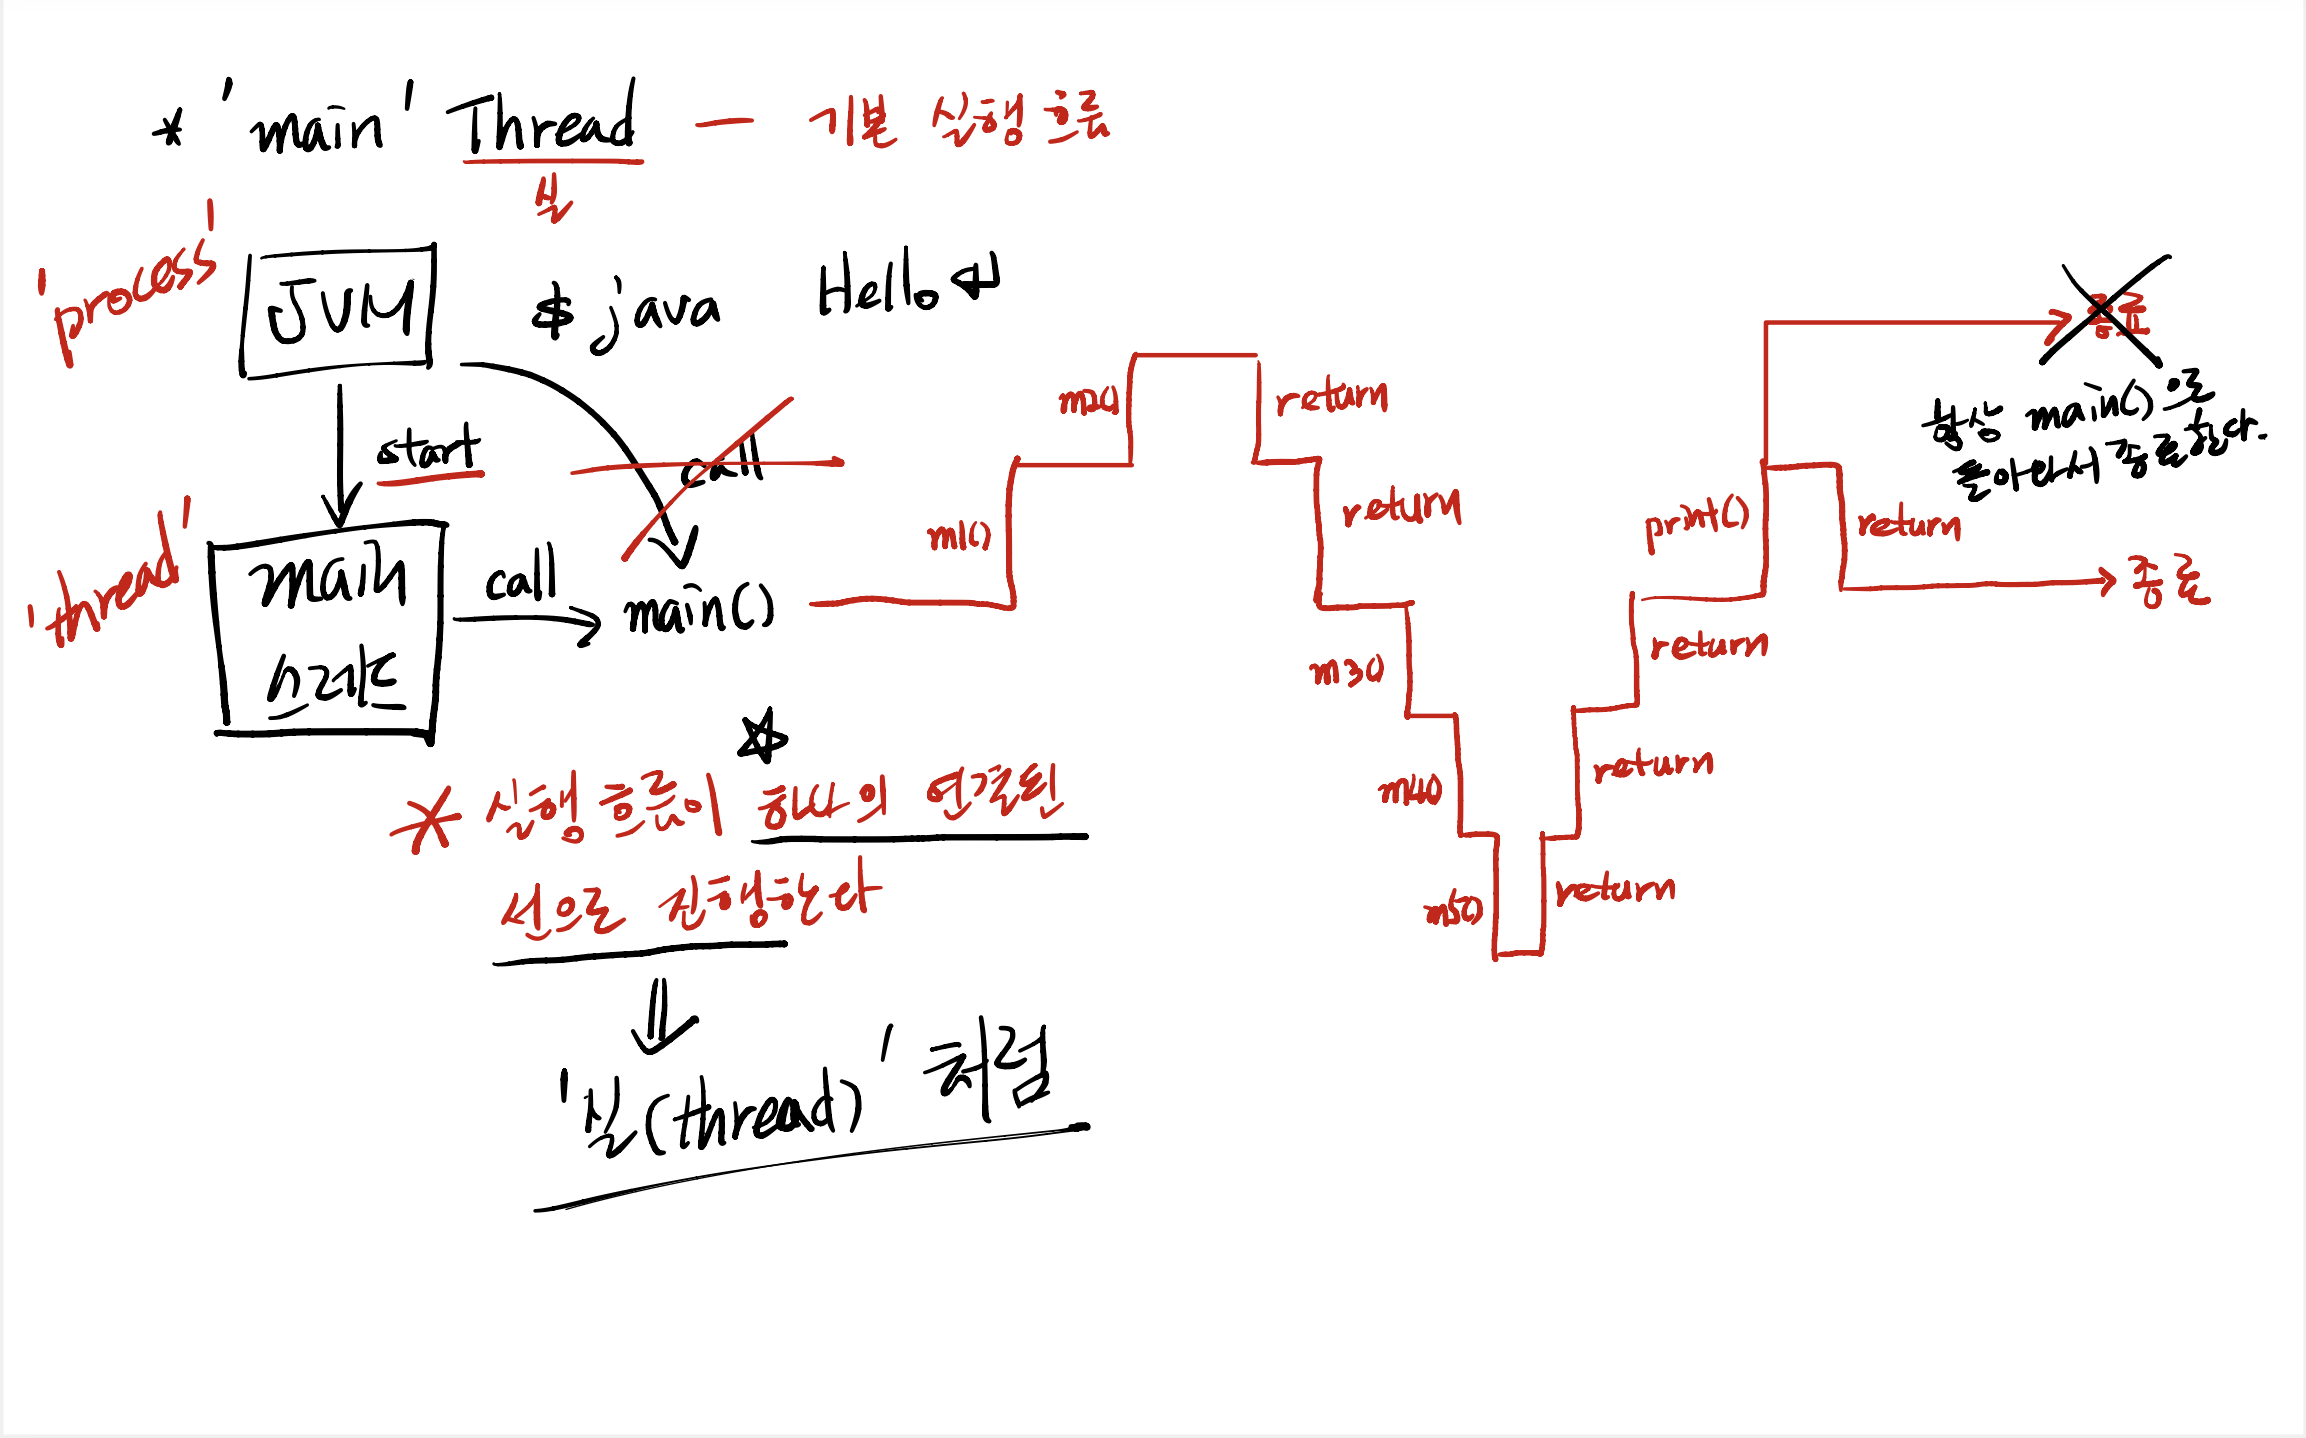 * 'main' Thread — 기본 실행 흐름
실
'process'
JVM
$ java Hello ↵
start
call
'thread'
main
스레드
call
main()
m1()
m2()
return
return
m3()
m4()
m5()
return
return
return
print()
return
종료
종료
항상 main()으로
돌아와서 종료한다.
* 실행 흐름이 ☆ 하나의 연결된
선으로 진행한다
⇓
'실(thread)' 처럼